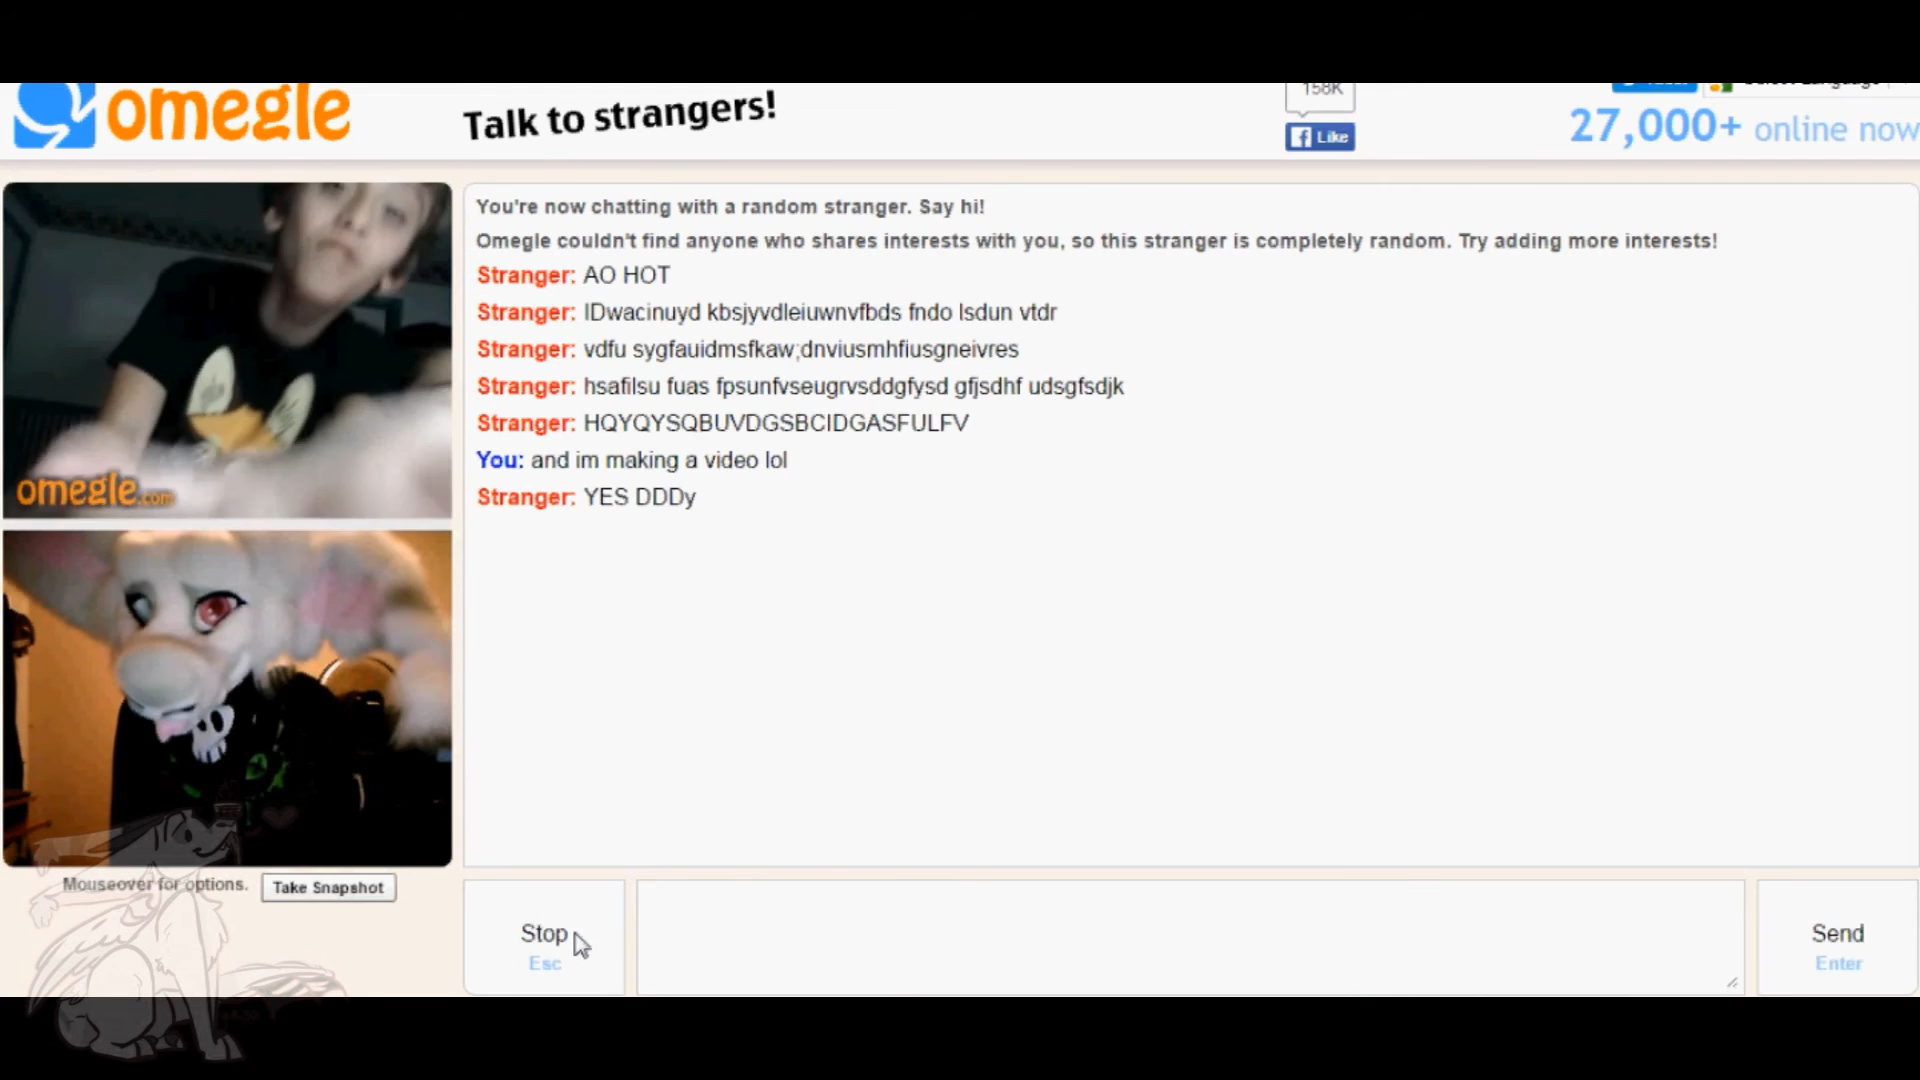 omegle
Talk to strangers!
158K
Like
27,000+ online now
You're now chatting with a random stranger. Say hi!
Omegle couldn't find anyone who shares interests with you, so this stranger is completely random. Try adding more interests!
Stranger: AO HOT
Stranger: IDwacinuyd kbsjyvdleiuwnvfbds fndo lsdun vtdr
Stranger: vdfu sygfauidmsfkaw;dnviusmhfiusgneivres
Stranger: hsafilsu fuas fpsunfvseugrvsddgfysd gfjsdhf udsgfsdjk
Stranger: HQYQYSQBUVDGSBCIDGASFULFV
You: and im making a video lol
Stranger: YES DDDy
omegle.com
Mouseover for options.
Take Snapshot
Stop
Esc
Send
Enter